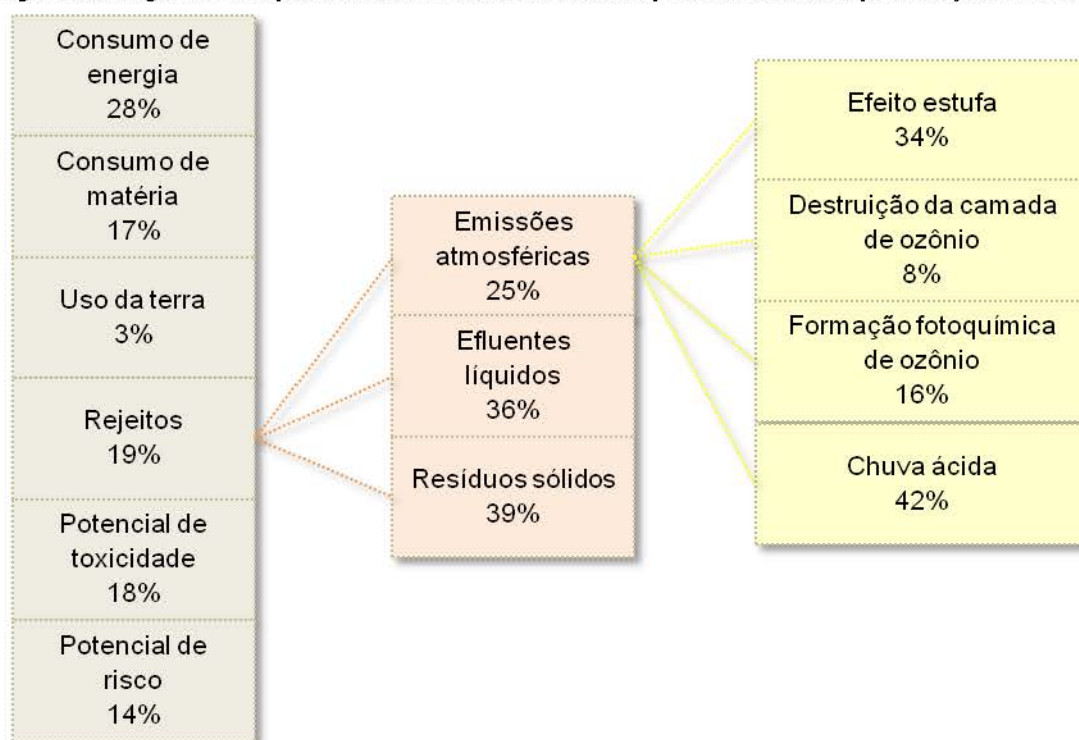 Consumo de
energia
28%
Consumo de
matéria
17%
Uso da terra
3%
Rejeitos
19%
Potencial de
toxicidade
18%
Potencial de
risco
14%
Emissões
atmosféricas
25%
Efluentes
líquidos
36%
Resíduos sólidos
39%
Efeito estufa
34%
Destruição da camada
de ozônio
8%
Formação fotoquímica
de ozônio
16%
Chuva ácida
42%